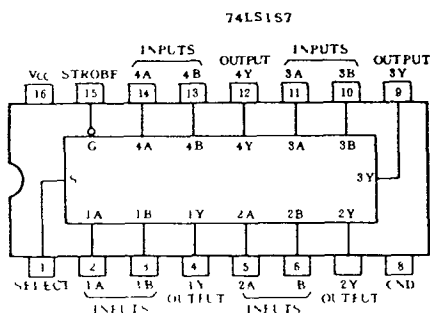 74LS157
INPUTS OUTPUT INPUTS OUTPUT
VCC STROBE 4A 4B 4Y 3A 3B 3Y
16 15 14 13 12 11 10 9
G 4A 4B 4Y 3A 3B
S 3Y
1A 1B 1Y 2A 2B 2Y
1 2 3 4 5 6 7 8
SELECT 1A 1B 1Y 2A B 2Y GND
INPUTS OUTPUT INPUTS OUTPUT